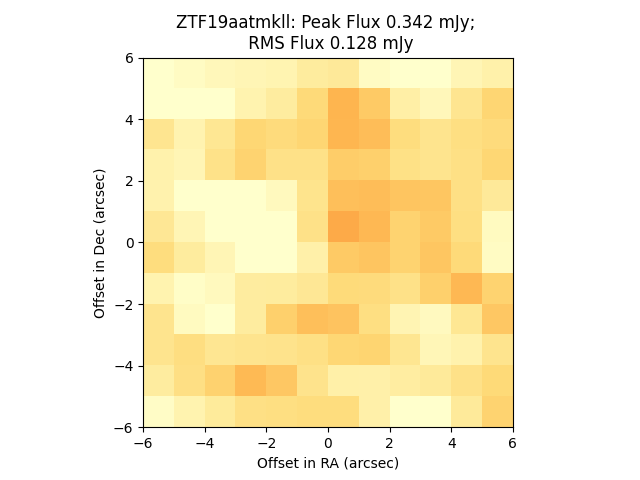 ZTF19aatmkll: Peak Flux 0.342 mJy;
RMS Flux 0.128 mJy
6
4
2
0
−2
−4
−6
Offset in Dec (arcsec)
−6 −4 −2 0 2 4 6
Offset in RA (arcsec)